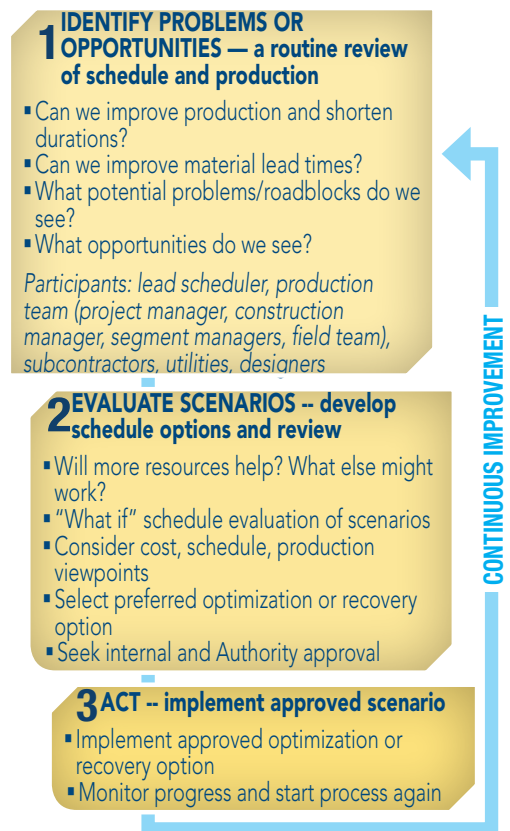 1 IDENTIFY PROBLEMS OR
OPPORTUNITIES — a routine review
of schedule and production
▪ Can we improve production and shorten
durations?
▪ Can we improve material lead times?
▪ What potential problems/roadblocks do we
see?
▪ What opportunities do we see?
Participants: lead scheduler, production
team (project manager, construction
manager, segment managers, field team),
subcontractors, utilities, designers
2 EVALUATE SCENARIOS -- develop
schedule options and review
▪ Will more resources help? What else might
work?
▪ “What if” schedule evaluation of scenarios
▪ Consider cost, schedule, production
viewpoints
▪ Select preferred optimization or recovery
option
▪ Seek internal and Authority approval
3 ACT -- implement approved scenario
▪ Implement approved optimization or
recovery option
▪ Monitor progress and start process again
CONTINUOUS IMPROVEMENT